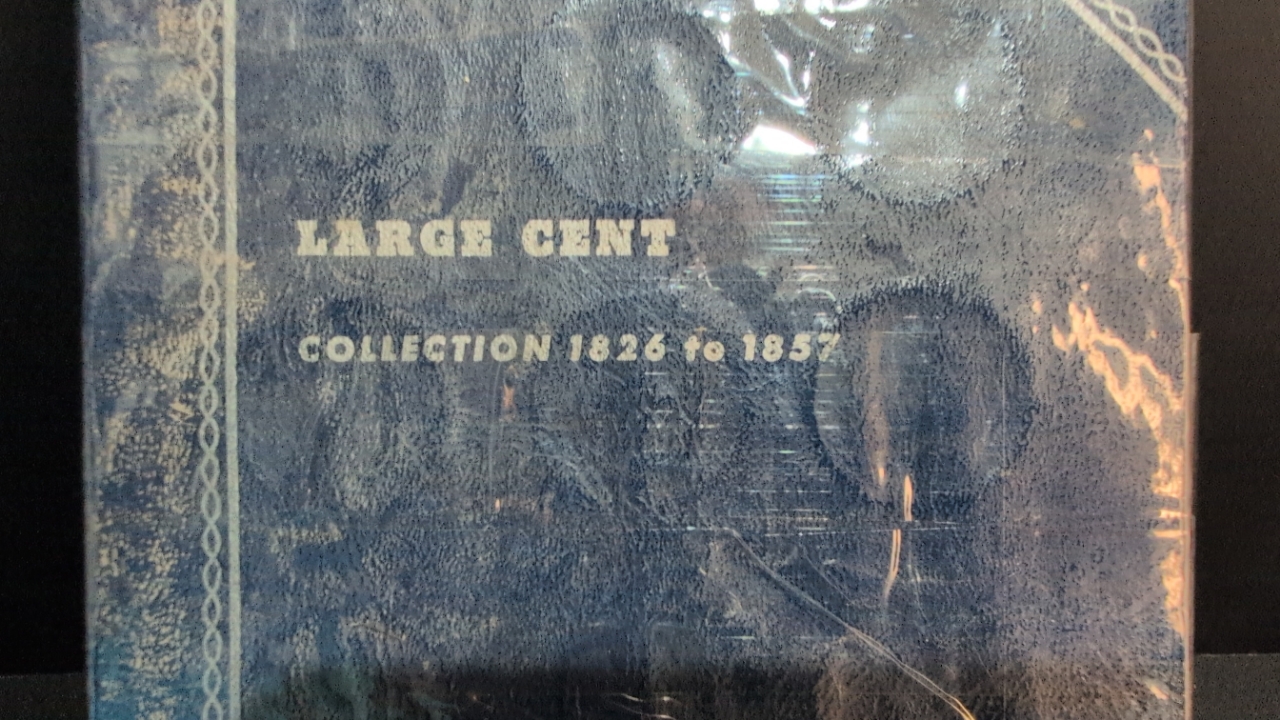 LARGE CENT
COLLECTION 1826 to 1857